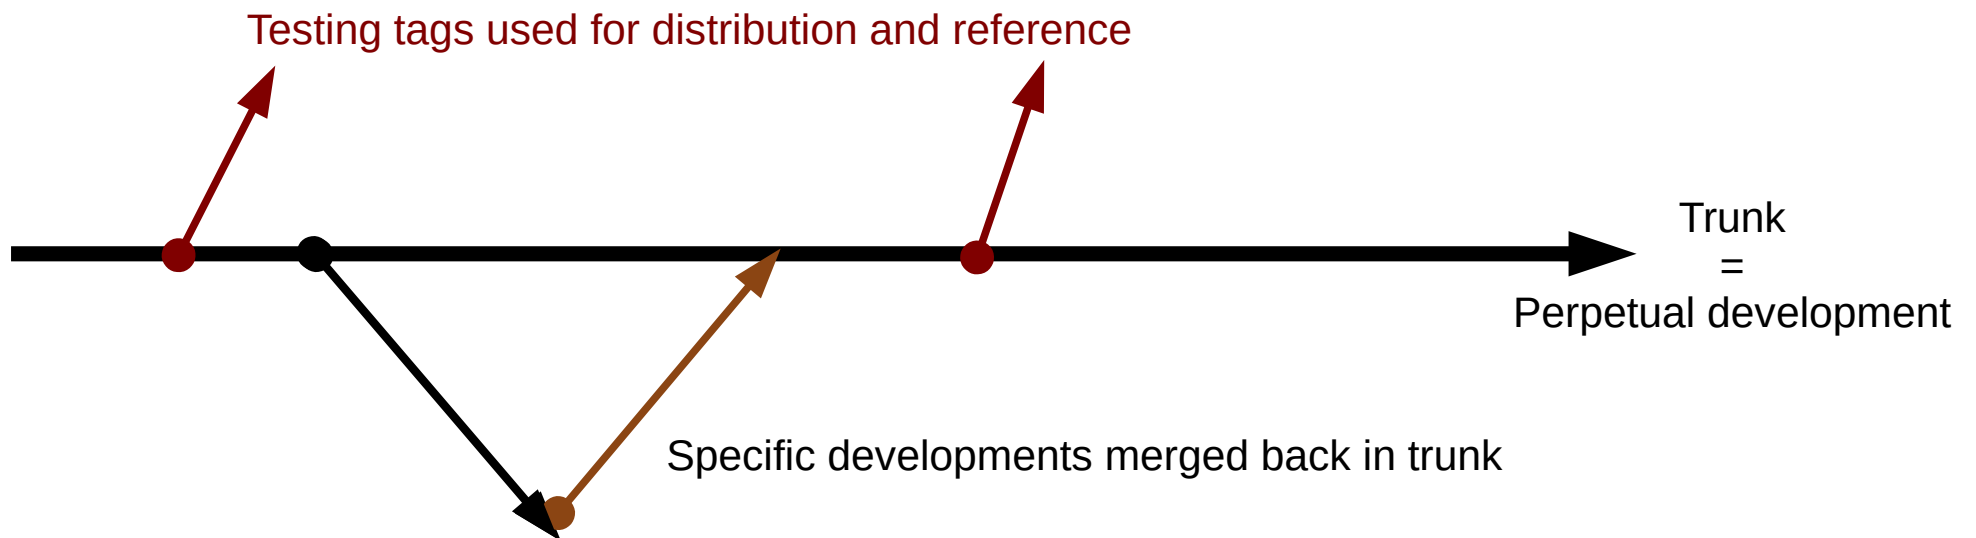 Testing tags used for distribution and reference
Trunk
=
Perpetual development
Specific developments merged back in trunk